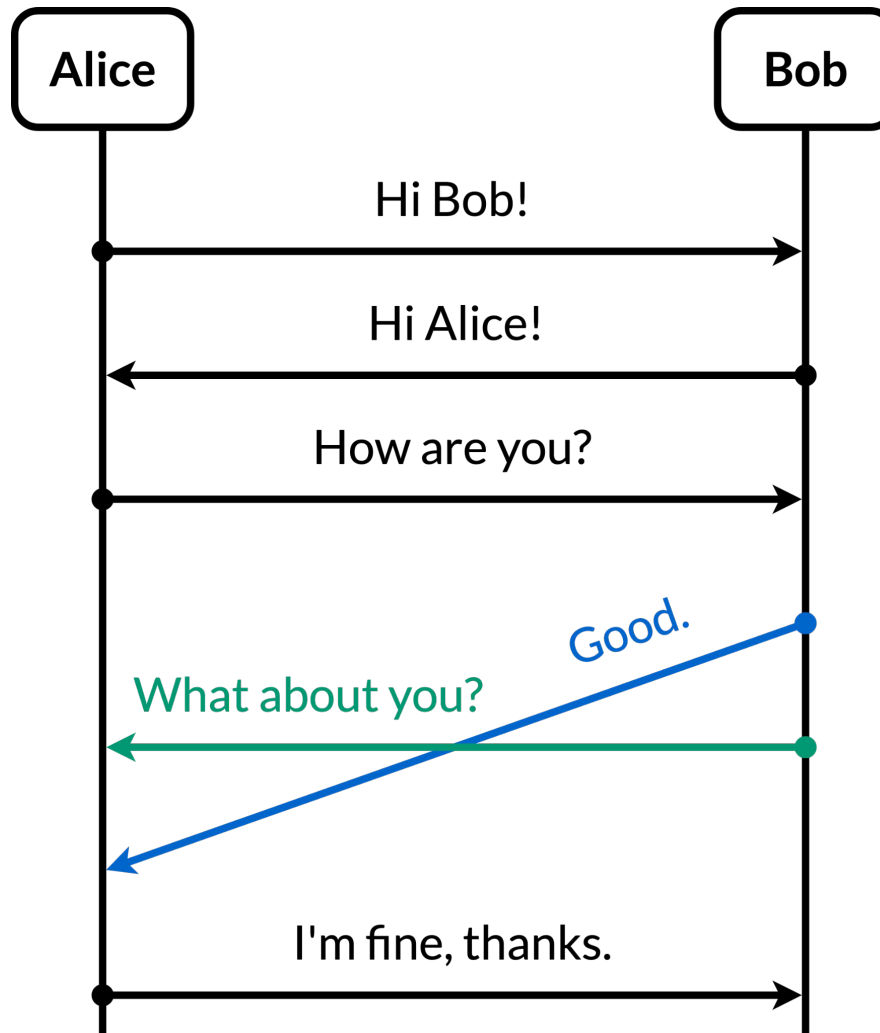 Alice
Bob
Hi Bob!
Hi Alice!
How are you?
Good.
What about you?
I'm fine, thanks.